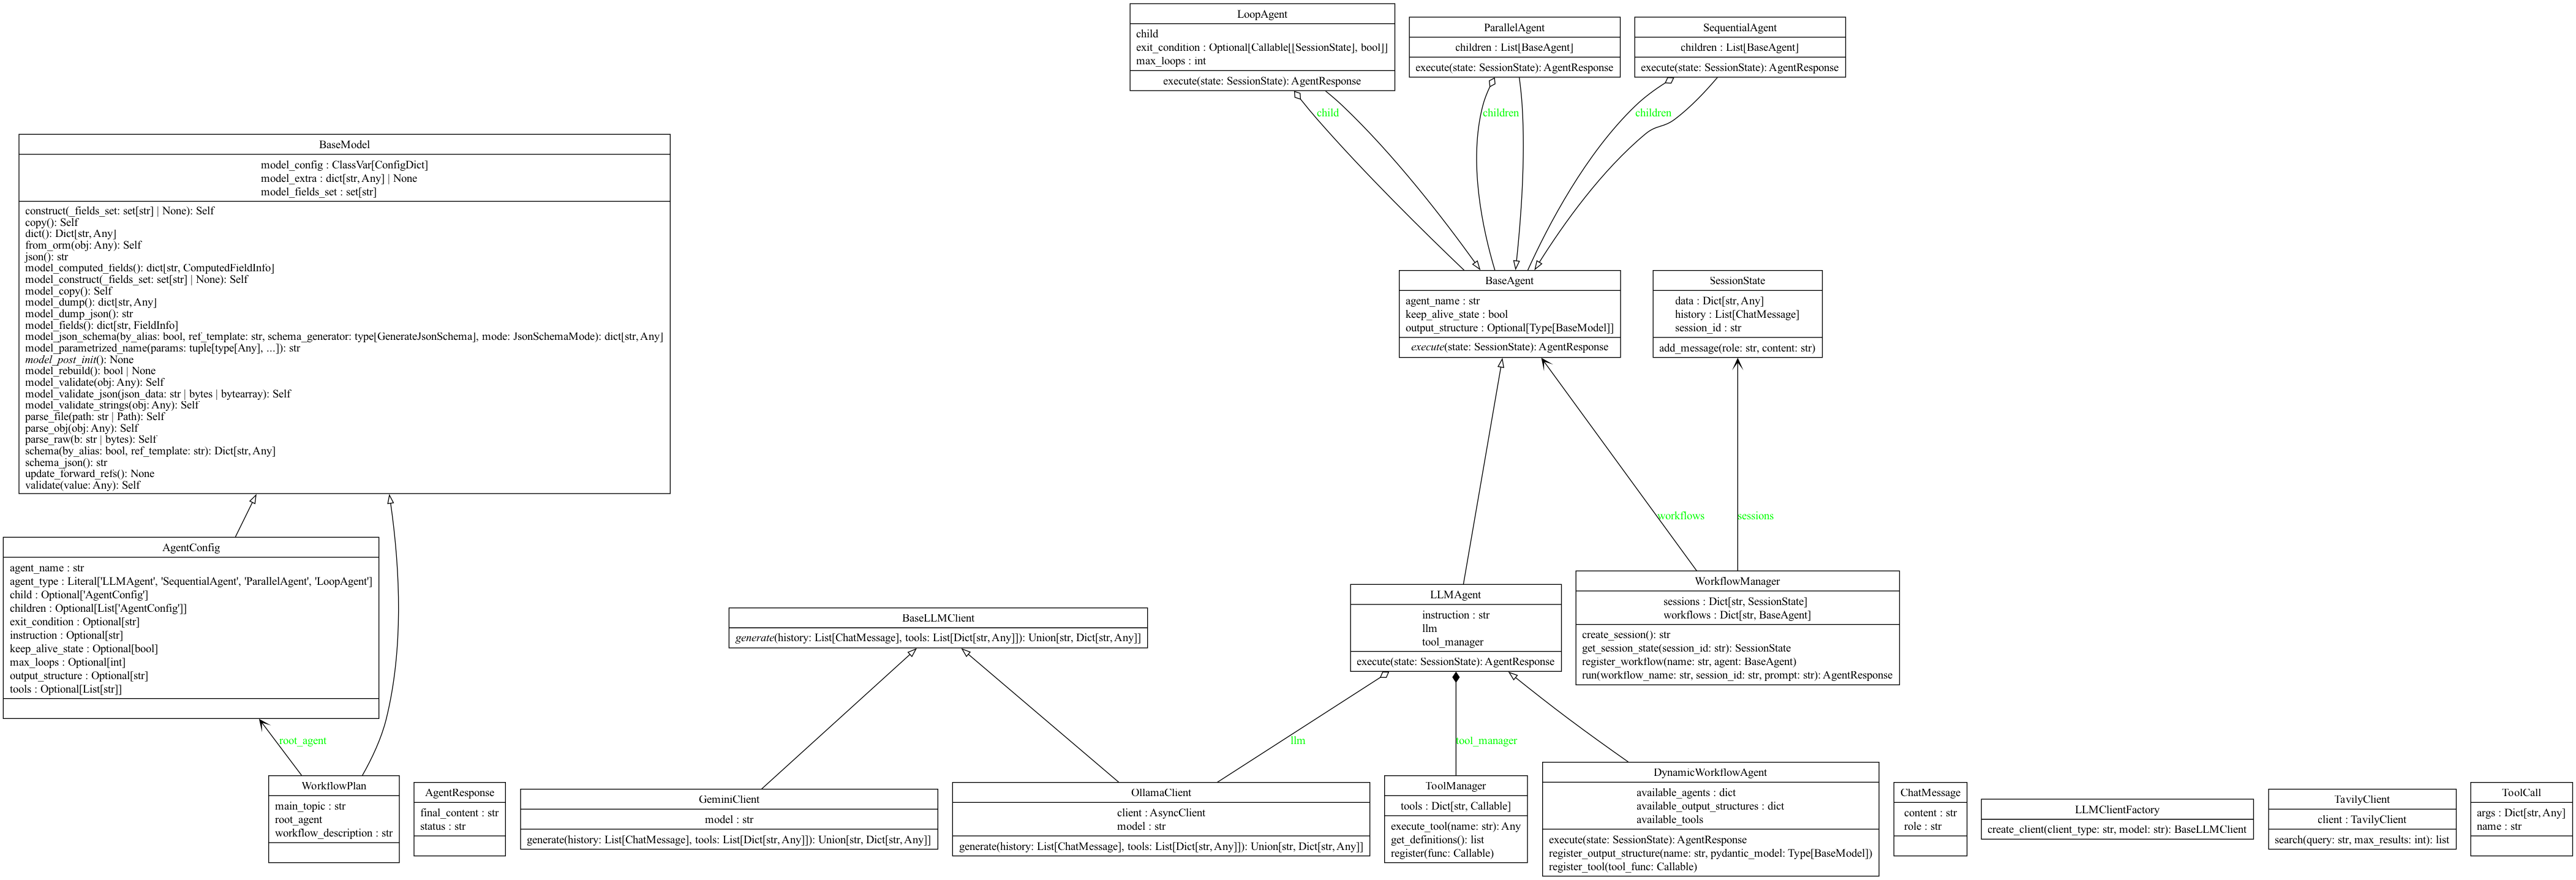 LoopAgent
child
exit_condition : Optional[Callable[[SessionState], bool]]
max_loops : int
execute(state: SessionState): AgentResponse
ParallelAgent
children : List[BaseAgent]
execute(state: SessionState): AgentResponse
SequentialAgent
children : List[BaseAgent]
execute(state: SessionState): AgentResponse
child
children
children
BaseModel
model_config : ClassVar[ConfigDict]
model_extra : dict[str, Any] | None
model_fields_set : set[str]
construct(_fields_set: set[str] | None): Self
copy(): Self
dict(): Dict[str, Any]
from_orm(obj: Any): Self
json(): str
model_computed_fields(): dict[str, ComputedFieldInfo]
model_construct(_fields_set: set[str] | None): Self
model_copy(): Self
model_dump(): dict[str, Any]
model_dump_json(): str
model_fields(): dict[str, FieldInfo]
model_json_schema(by_alias: bool, ref_template: str, schema_generator: type[GenerateJsonSchema], mode: JsonSchemaMode): dict[str, Any]
model_parametrized_name(params: tuple[type[Any], ...]): str
model_post_init(): None
model_rebuild(): bool | None
model_validate(obj: Any): Self
model_validate_json(json_data: str | bytes | bytearray): Self
model_validate_strings(obj: Any): Self
parse_file(path: str | Path): Self
parse_obj(obj: Any): Self
parse_raw(b: str | bytes): Self
schema(by_alias: bool, ref_template: str): Dict[str, Any]
schema_json(): str
update_forward_refs(): None
validate(value: Any): Self
BaseAgent
agent_name : str
keep_alive_state : bool
output_structure : Optional[Type[BaseModel]]
execute(state: SessionState): AgentResponse
SessionState
data : Dict[str, Any]
history : List[ChatMessage]
session_id : str
add_message(role: str, content: str)
workflows
sessions
AgentConfig
agent_name : str
agent_type : Literal['LLMAgent', 'SequentialAgent', 'ParallelAgent', 'LoopAgent']
child : Optional['AgentConfig']
children : Optional[List['AgentConfig']]
exit_condition : Optional[str]
instruction : Optional[str]
keep_alive_state : Optional[bool]
max_loops : Optional[int]
output_structure : Optional[str]
tools : Optional[List[str]]
BaseLLMClient
generate(history: List[ChatMessage], tools: List[Dict[str, Any]]): Union[str, Dict[str, Any]]
LLMAgent
instruction : str
llm
tool_manager
execute(state: SessionState): AgentResponse
WorkflowManager
sessions : Dict[str, SessionState]
workflows : Dict[str, BaseAgent]
create_session(): str
get_session_state(session_id: str): SessionState
register_workflow(name: str, agent: BaseAgent)
run(workflow_name: str, session_id: str, prompt: str): AgentResponse
root_agent
llm
tool_manager
WorkflowPlan
main_topic : str
root_agent
workflow_description : str
AgentResponse
final_content : str
status : str
GeminiClient
model : str
generate(history: List[ChatMessage], tools: List[Dict[str, Any]]): Union[str, Dict[str, Any]]
OllamaClient
client : AsyncClient
model : str
generate(history: List[ChatMessage], tools: List[Dict[str, Any]]): Union[str, Dict[str, Any]]
ToolManager
tools : Dict[str, Callable]
execute_tool(name: str): Any
get_definitions(): list
register(func: Callable)
DynamicWorkflowAgent
available_agents : dict
available_output_structures : dict
available_tools
execute(state: SessionState): AgentResponse
register_output_structure(name: str, pydantic_model: Type[BaseModel])
register_tool(tool_func: Callable)
ChatMessage
content : str
role : str
LLMClientFactory
create_client(client_type: str, model: str): BaseLLMClient
TavilyClient
client : TavilyClient
search(query: str, max_results: int): list
ToolCall
args : Dict[str, Any]
name : str